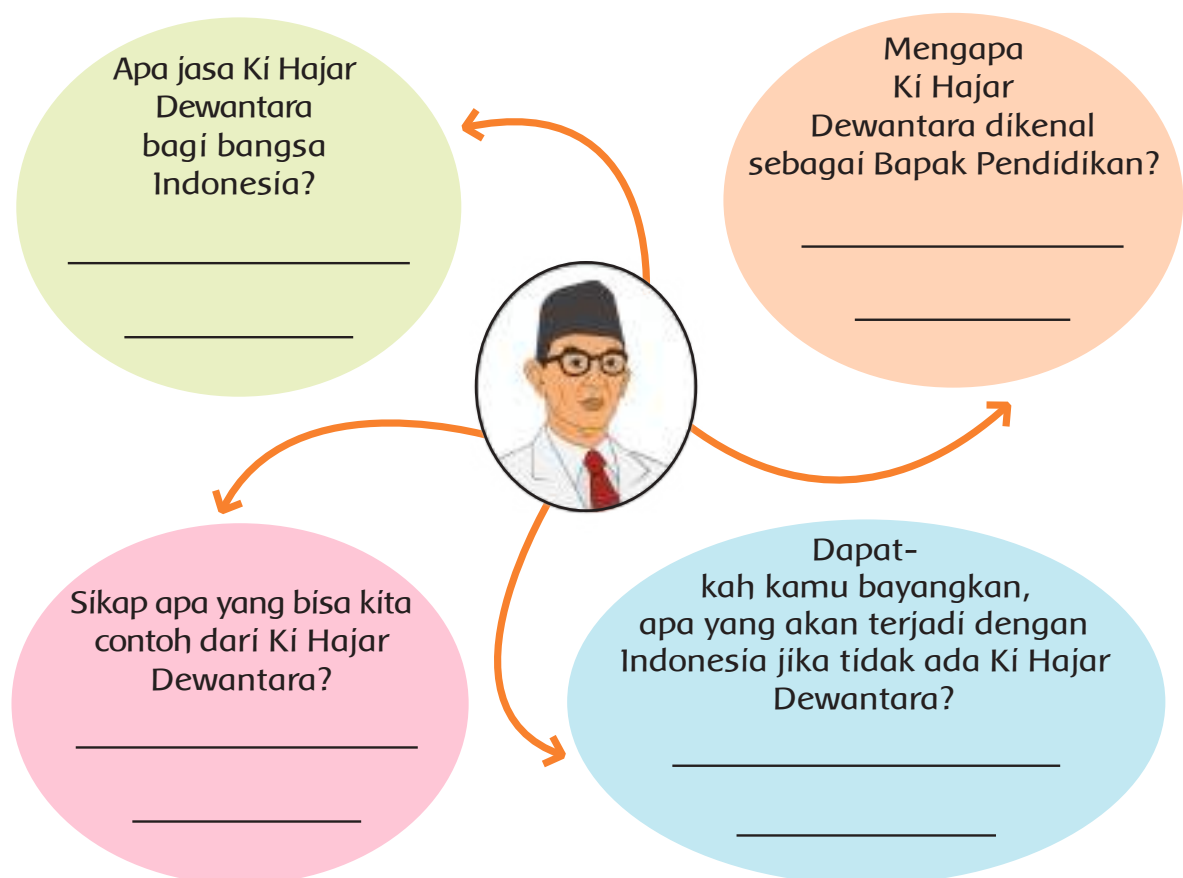 Apa jasa Ki Hajar
Dewantara
bagi bangsa
Indonesia?
Mengapa
Ki Hajar
Dewantara dikenal
sebagai Bapak Pendidikan?
Sikap apa yang bisa kita
contoh dari Ki Hajar
Dewantara?
Dapat-
kah kamu bayangkan,
apa yang akan terjadi dengan
Indonesia jika tidak ada Ki Hajar
Dewantara?